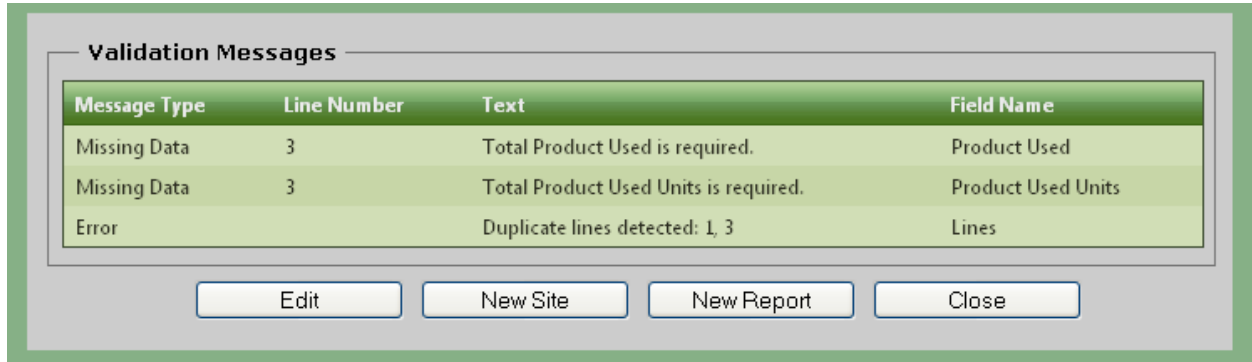 Validation Messages
Message Type Line Number Text Field Name
Missing Data 3 Total Product Used is required. Product Used
Missing Data 3 Total Product Used Units is required. Product Used Units
Error Duplicate lines detected: 1, 3 Lines
Edit New Site New Report Close